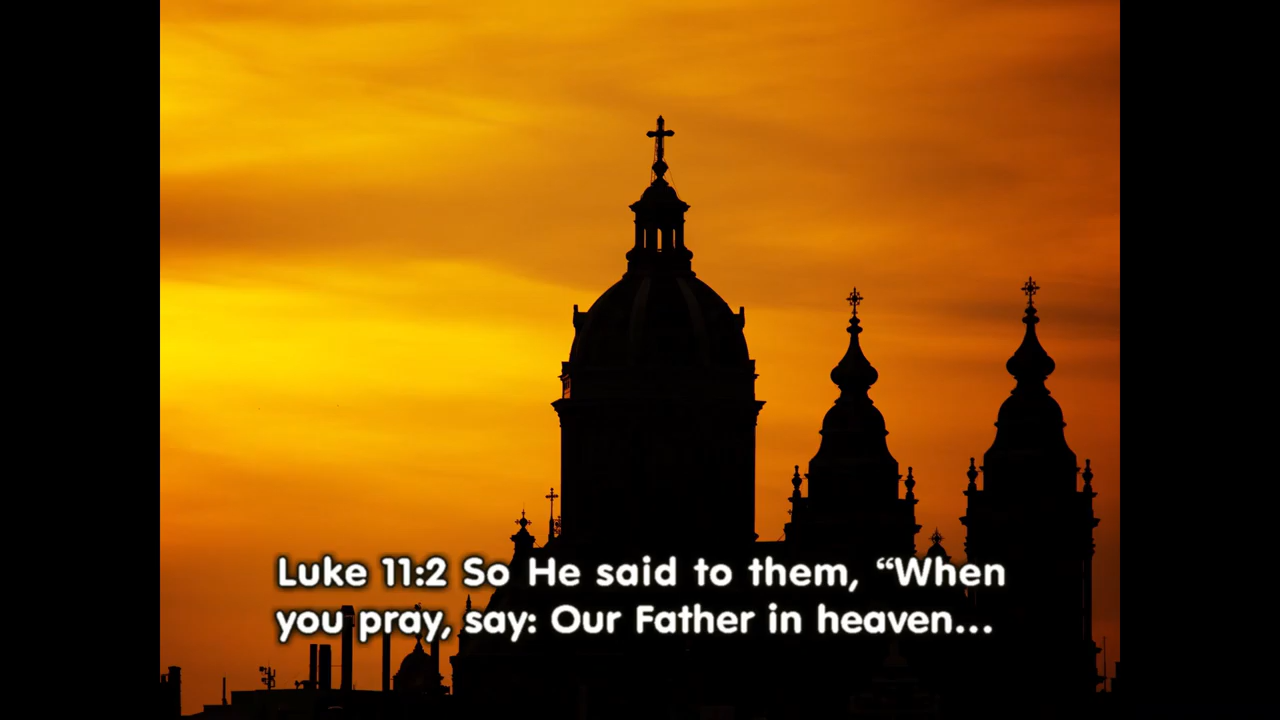 Luke 11:2 So He said to them, “When
you pray, say: Our Father in heaven...